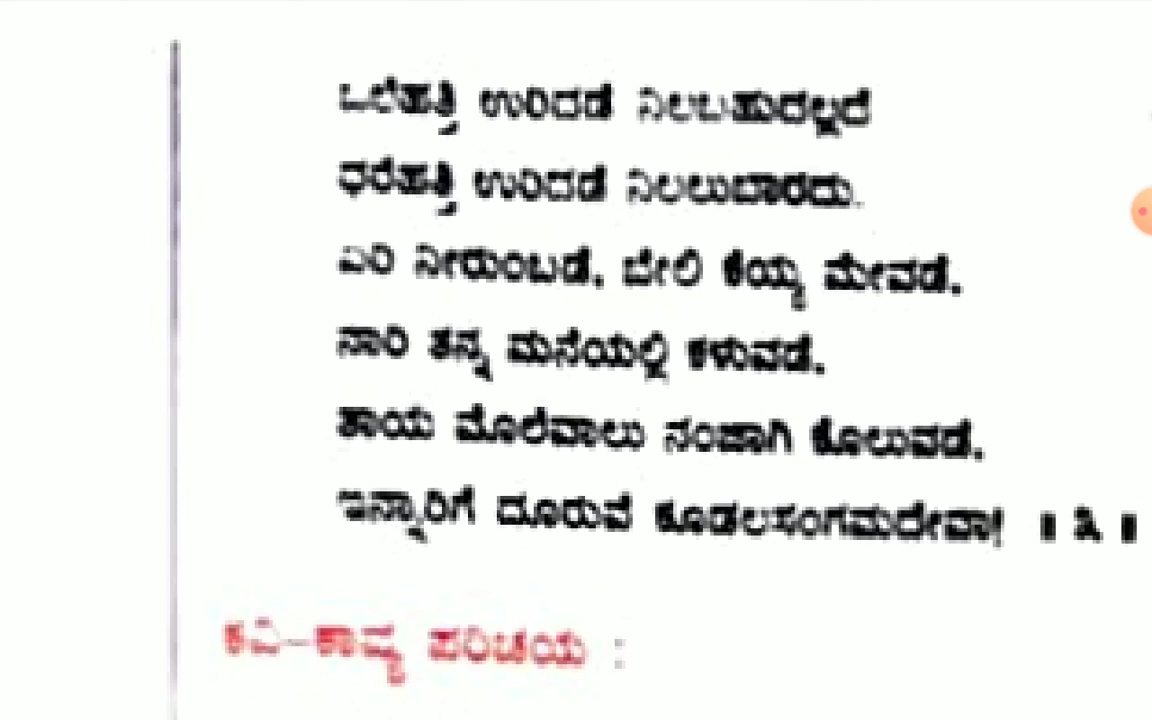 ಒಲೆಹತ್ತಿ ಉರಿದಡೆ ನಿಲಬಹುದಲ್ಲದೆ
ಧರೆಹತ್ತಿ ಉರಿದಡೆ ನಿಲಲುಬಾರದು.
ಏರಿ ನೀರುಂಬಡೆ, ಬೇಲಿ ಕೆಯ್ಯ ಮೇವಡೆ,
ನಾರಿ ತನ್ನ ಮನೆಯಲ್ಲಿ ಕಳುವಡೆ,
ತಾಯ ಮೊಲೆವಾಲು ನಂಜಾಗಿ ಕೊಲುವಡೆ,
ಇನ್ನಾರಿಗೆ ದೂರುವೆ ಕೂಡಲಸಂಗಮದೇವಾ! ॥ ೩ ॥
ಕವಿ-ಕಾವ್ಯ ಪರಿಚಯ :